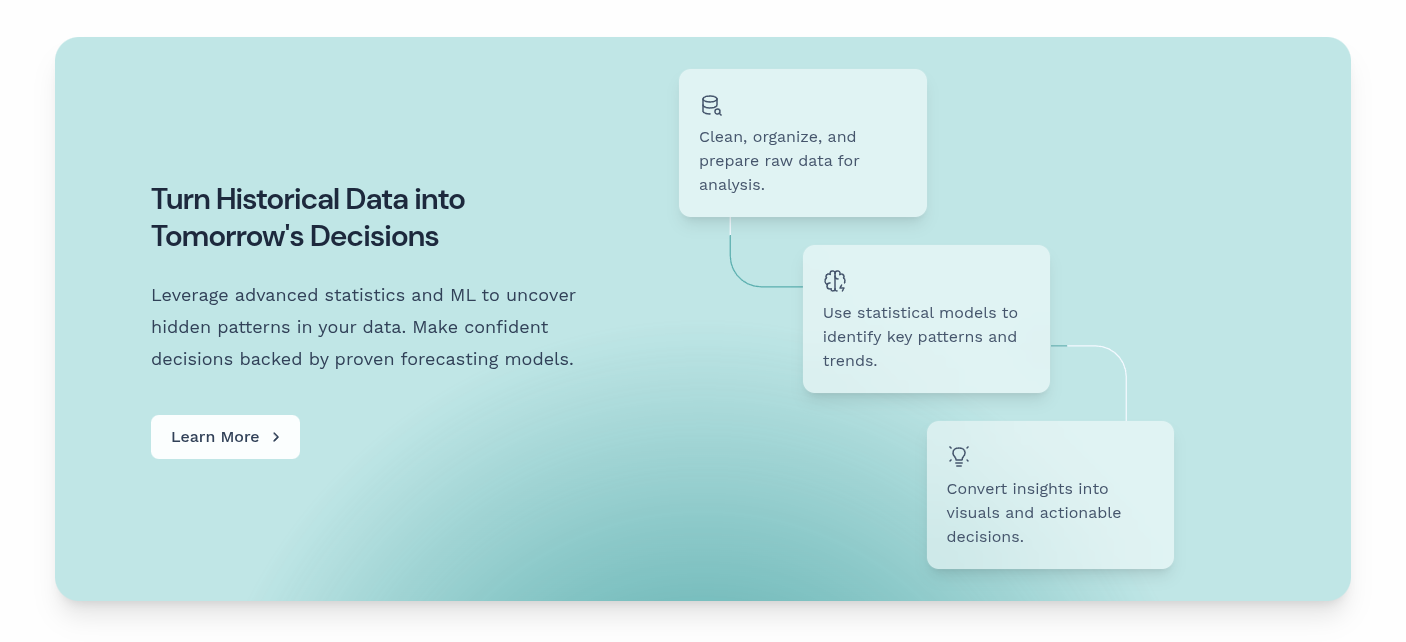 Turn Historical Data into
Tomorrow's Decisions
Leverage advanced statistics and ML to uncover
hidden patterns in your data. Make confident
decisions backed by proven forecasting models.
Learn More
Clean, organize, and
prepare raw data for
analysis.
Use statistical models to
identify key patterns and
trends.
Convert insights into
visuals and actionable
decisions.